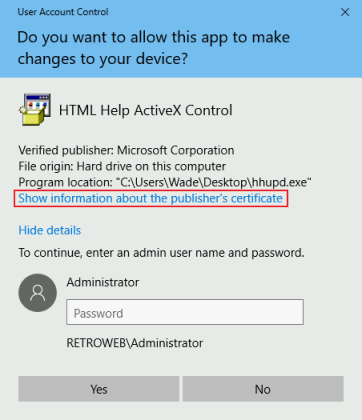 User Account Control
Do you want to allow this app to make
changes to your device?
HTML Help ActiveX Control
Verified publisher: Microsoft Corporation
File origin: Hard drive on this computer
Program location: "C:\Users\Wade\Desktop\hhupd.exe"
Show information about the publisher's certificate
Hide details
To continue, enter an admin user name and password.
Administrator
Password
RETROWEB\Administrator
Yes
No